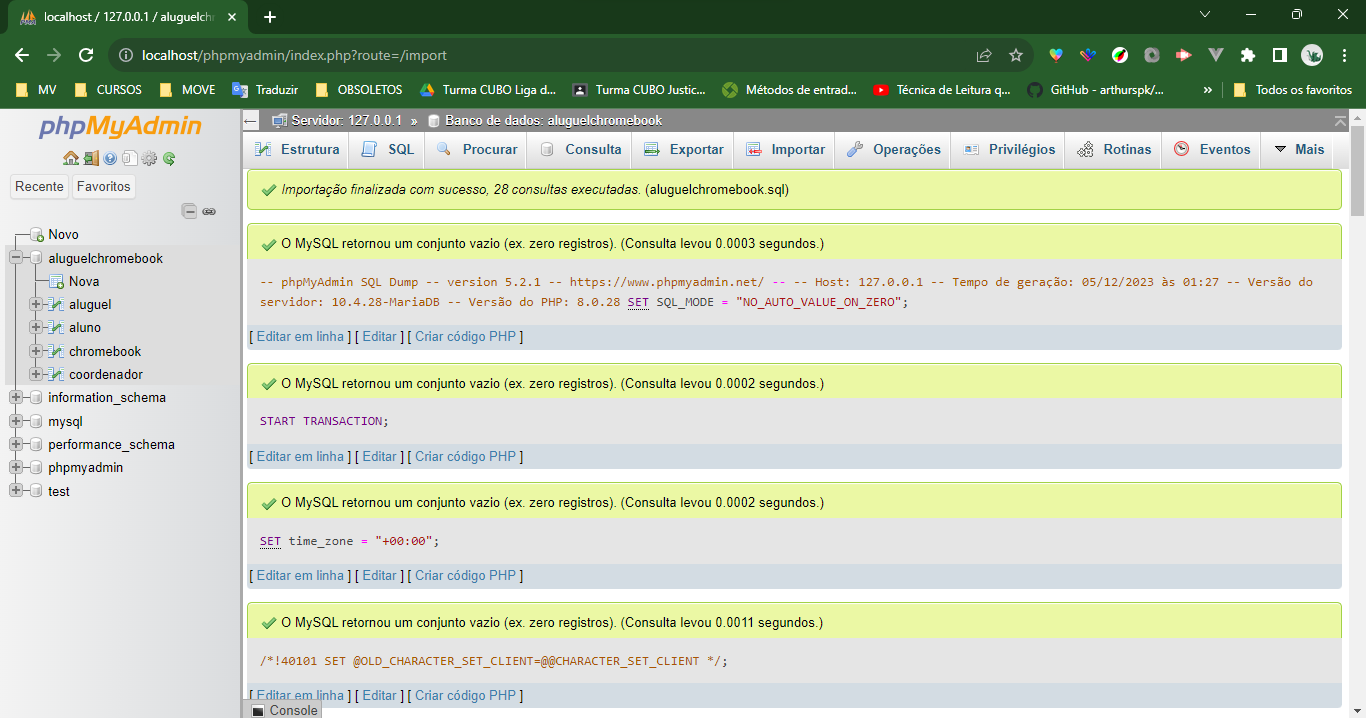 localhost / 127.0.0.1 / aluguelchr
localhost/phpmyadmin/index.php?route=/import
MV
CURSOS
MOVE
Traduzir
OBSOLETOS
Turma CUBO Liga d...
Turma CUBO Justic...
Métodos de entrad...
Técnica de Leitura q...
GitHub - arthurspk/...
»
Todos os favoritos
phpMyAdmin
Recente
Favoritos
Novo
aluguelchromebook
Nova
aluguel
aluno
chromebook
coordenador
information_schema
mysql
performance_schema
phpmyadmin
test
Servidor: 127.0.0.1 » Banco de dados: aluguelchromebook
Estrutura
SQL
Procurar
Consulta
Exportar
Importar
Operações
Privilégios
Rotinas
Eventos
Mais
Importação finalizada com sucesso, 28 consultas executadas. (aluguelchromebook.sql)
O MySQL retornou um conjunto vazio (ex. zero registros). (Consulta levou 0.0003 segundos.)
-- phpMyAdmin SQL Dump -- version 5.2.1 -- https://www.phpmyadmin.net/ -- -- Host: 127.0.0.1 -- Tempo de geração: 05/12/2023 às 01:27 -- Versão do
servidor: 10.4.28-MariaDB -- Versão do PHP: 8.0.28 SET SQL_MODE = "NO_AUTO_VALUE_ON_ZERO";
[ Editar em linha ] [ Editar ] [ Criar código PHP ]
O MySQL retornou um conjunto vazio (ex. zero registros). (Consulta levou 0.0002 segundos.)
START TRANSACTION;
[ Editar em linha ] [ Editar ] [ Criar código PHP ]
O MySQL retornou um conjunto vazio (ex. zero registros). (Consulta levou 0.0002 segundos.)
SET time_zone = "+00:00";
[ Editar em linha ] [ Editar ] [ Criar código PHP ]
O MySQL retornou um conjunto vazio (ex. zero registros). (Consulta levou 0.0011 segundos.)
/*!40101 SET @OLD_CHARACTER_SET_CLIENT=@@CHARACTER_SET_CLIENT */;
[ Editar em linha ] [ Editar ] [ Criar código PHP ]
Console